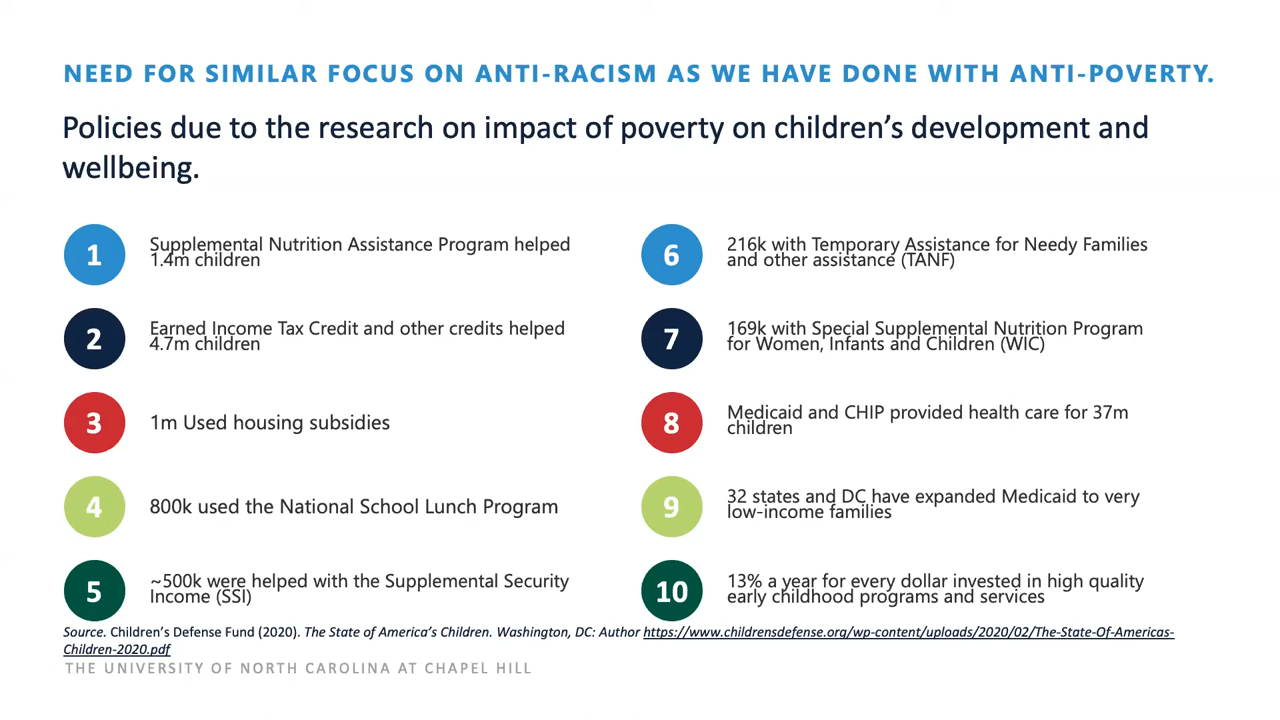 NEED FOR SIMILAR FOCUS ON ANTI-RACISM AS WE HAVE DONE WITH ANTI-POVERTY.
Policies due to the research on impact of poverty on children’s development and
wellbeing.
1
Supplemental Nutrition Assistance Program helped
1.4m children
2
Earned Income Tax Credit and other credits helped
4.7m children
3
1m Used housing subsidies
4
800k used the National School Lunch Program
5
~500k were helped with the Supplemental Security
Income (SSI)
6
216k with Temporary Assistance for Needy Families
and other assistance (TANF)
7
169k with Special Supplemental Nutrition Program
for Women, Infants and Children (WIC)
8
Medicaid and CHIP provided health care for 37m
children
9
32 states and DC have expanded Medicaid to very
low-income families
10
13% a year for every dollar invested in high quality
early childhood programs and services
Source. Children’s Defense Fund (2020). The State of America’s Children. Washington, DC: Author https://www.childrensdefense.org/wp-content/uploads/2020/02/The-State-Of-Americas-
Children-2020.pdf
THE UNIVERSITY OF NORTH CAROLINA AT CHAPEL HILL